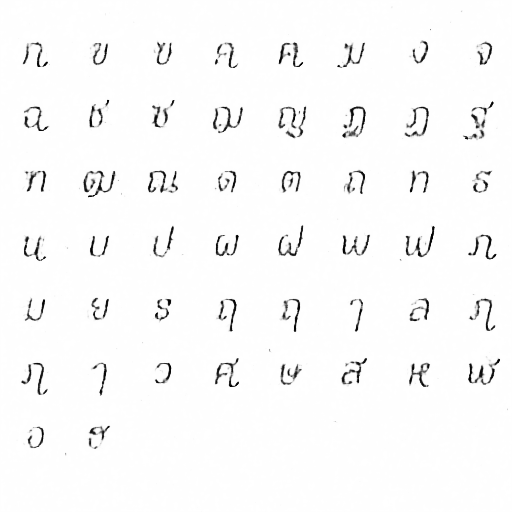 ก ข ฃ ค ฅ ฆ ง จ
ฉ ช ซ ฌ ญ ฎ ฏ ฐ
ฑ ฒ ณ ด ต ถ ท ธ
น บ ป ผ ฝ พ ฟ ภ
ม ย ร ฤ ฤ ๅ ล ฦ
ฦ ๅ ว ศ ษ ส ห ฬ
อ ฮ